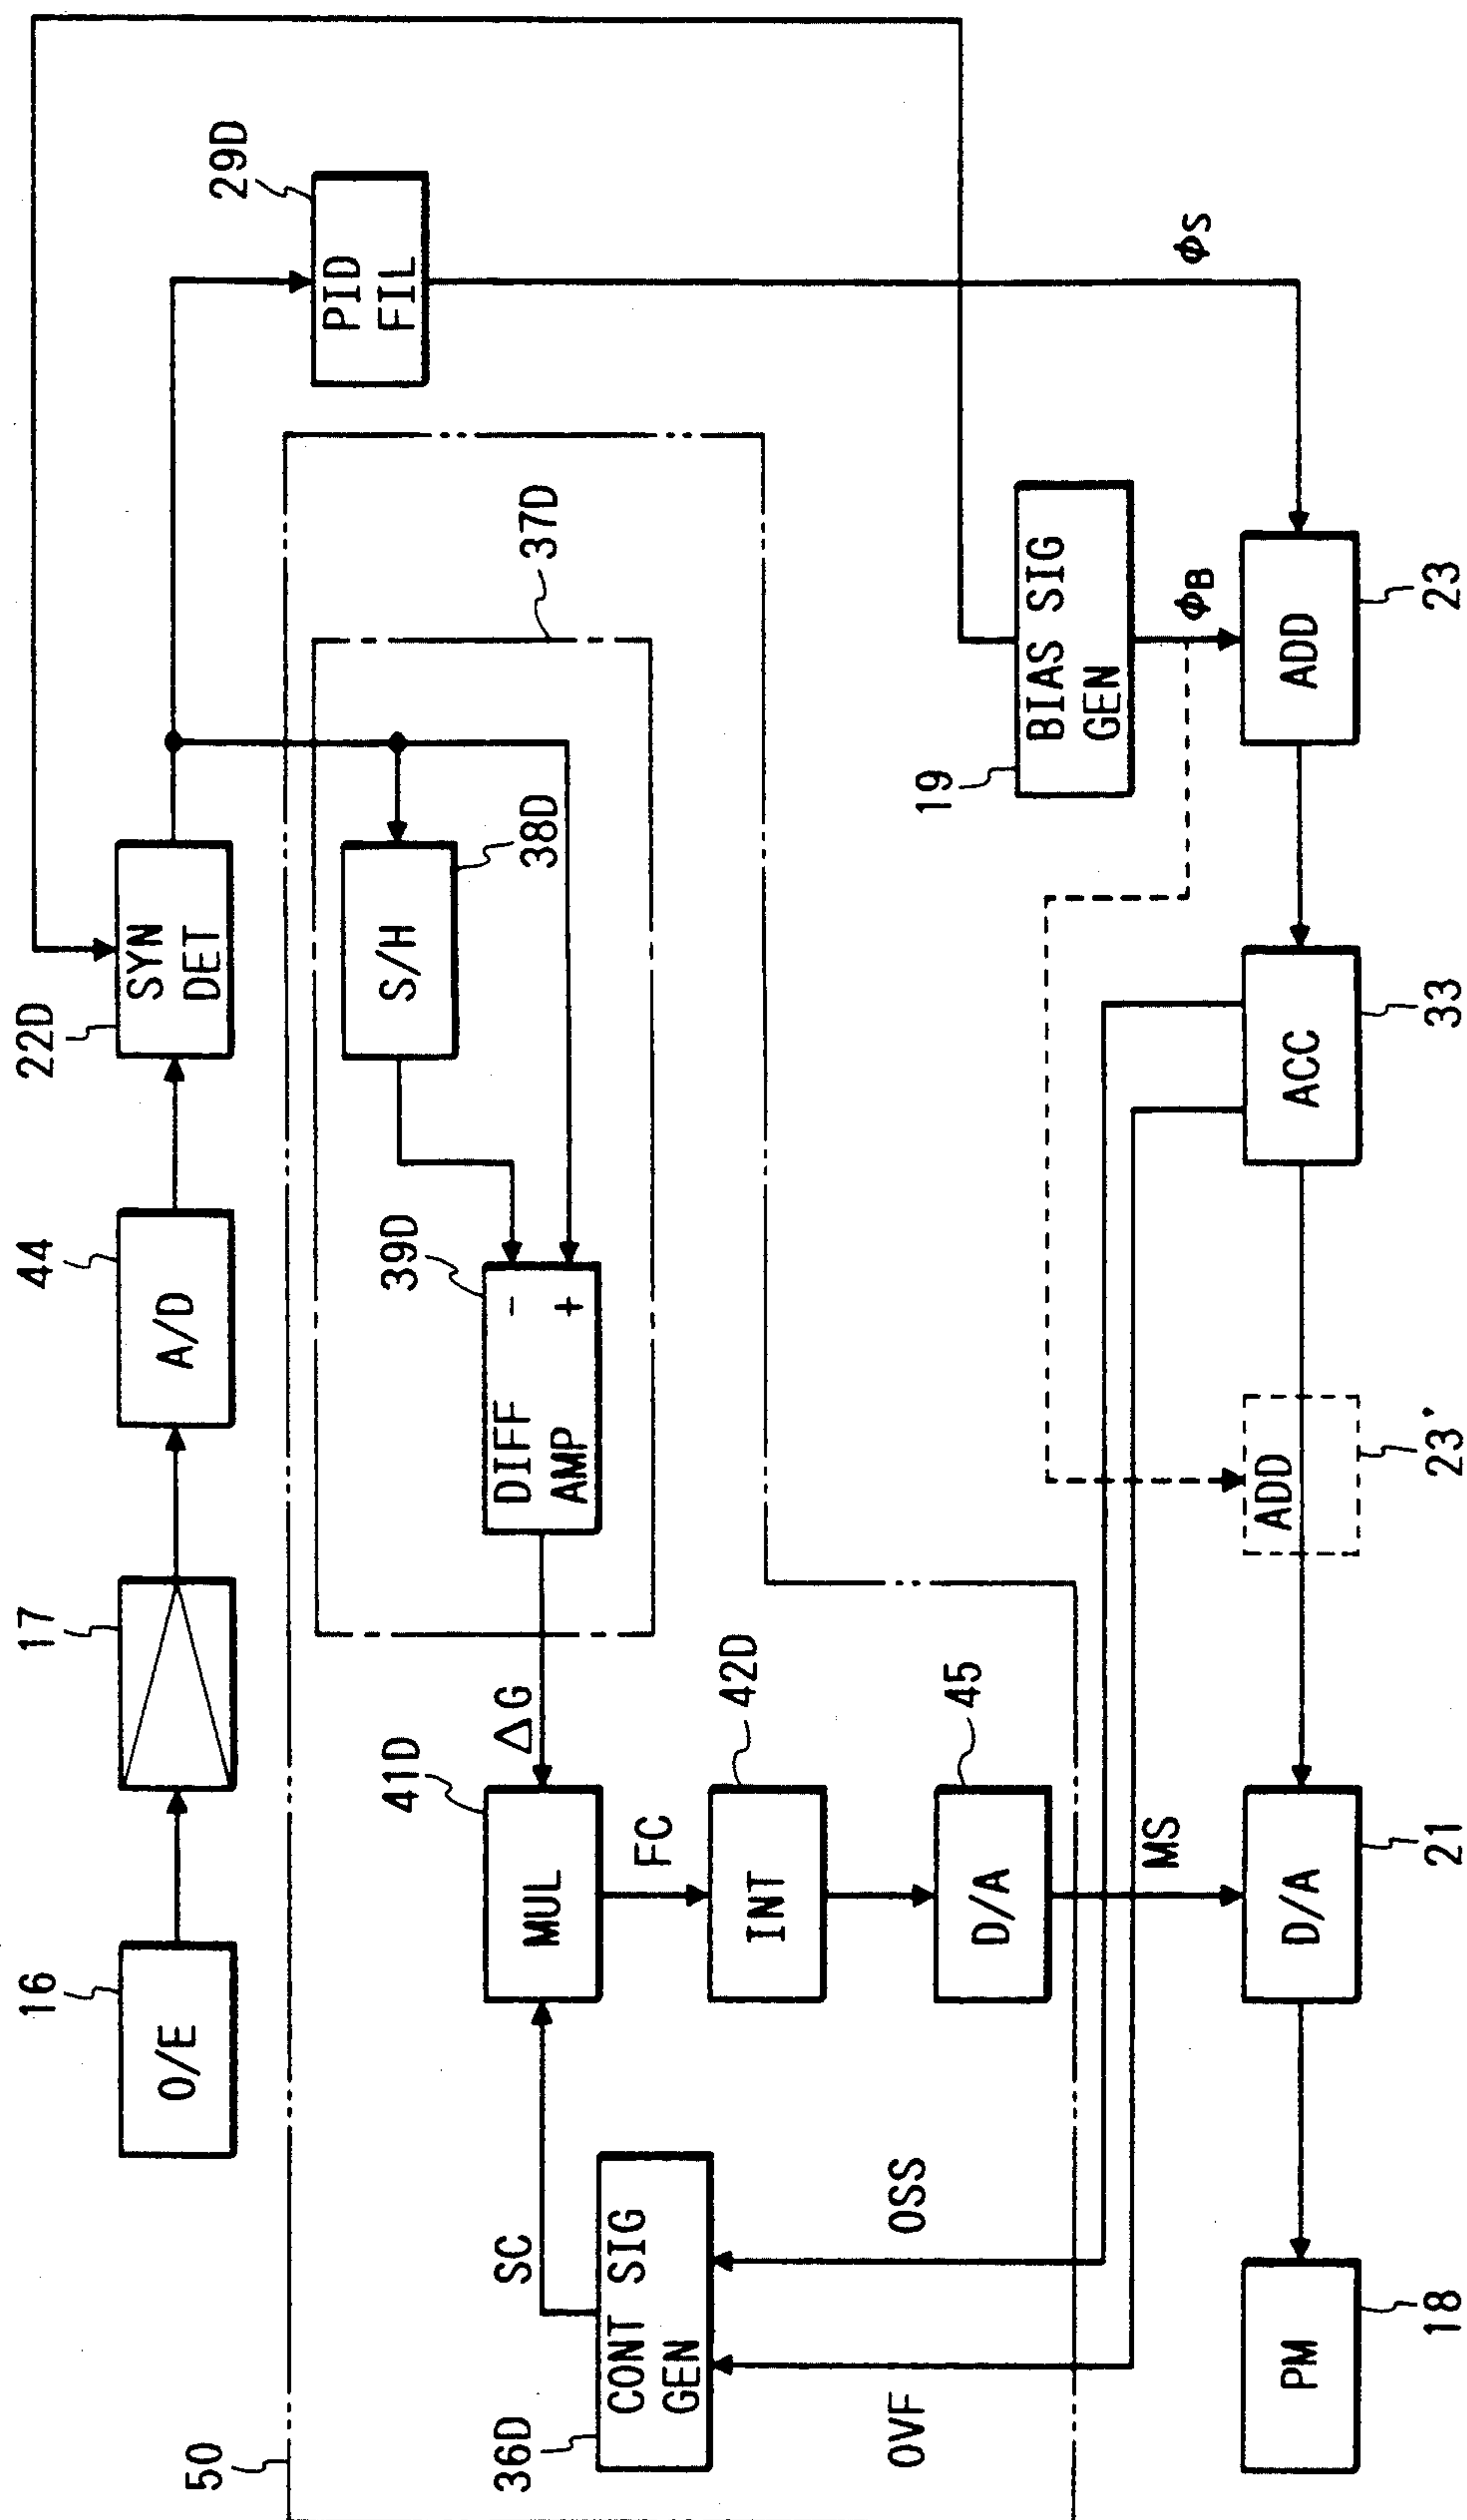 50
16
O/E
17
44
A/D
22D
SYN
DET
29D
PID
FIL
37D
S/H
38D
39D
DIFF
AMP
-
+
ΔG
41D
MUL
SC
FC
42D
INT
45
D/A
36D
CONT SIG
GEN
OVF
OSS
MS
19
BIAS SIG
GEN
ΦB
ΦS
18
PM
21
D/A
23'
ADD
33
ACC
23
ADD